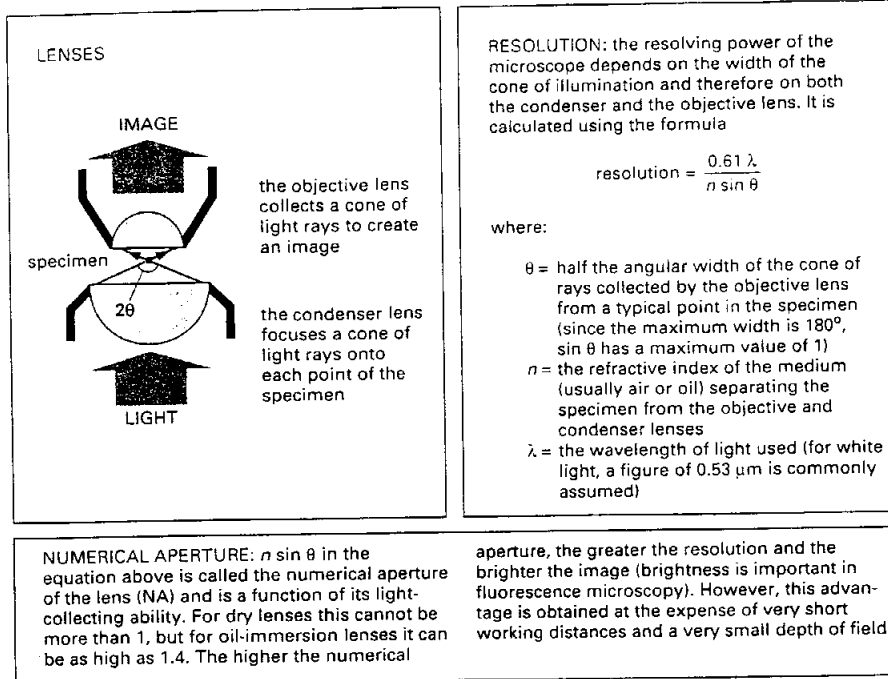 LENSES
IMAGE
the objective lens
collects a cone of
light rays to create
an image
specimen
2θ
the condenser lens
focuses a cone of
light rays onto
each point of the
specimen
LIGHT
RESOLUTION: the resolving power of the
microscope depends on the width of the
cone of illumination and therefore on both
the condenser and the objective lens. It is
calculated using the formula
resolution = 0.61 λ / n sin θ
where:
θ = half the angular width of the cone of
rays collected by the objective lens
from a typical point in the specimen
(since the maximum width is 180°,
sin θ has a maximum value of 1)
n = the refractive index of the medium
(usually air or oil) separating the
specimen from the objective and
condenser lenses
λ = the wavelength of light used (for white
light, a figure of 0.53 μm is commonly
assumed)
NUMERICAL APERTURE: n sin θ in the
equation above is called the numerical aperture
of the lens (NA) and is a function of its light-
collecting ability. For dry lenses this cannot be
more than 1, but for oil-immersion lenses it can
be as high as 1.4. The higher the numerical
aperture, the greater the resolution and the
brighter the image (brightness is important in
fluorescence microscopy). However, this advan-
tage is obtained at the expense of very short
working distances and a very small depth of field